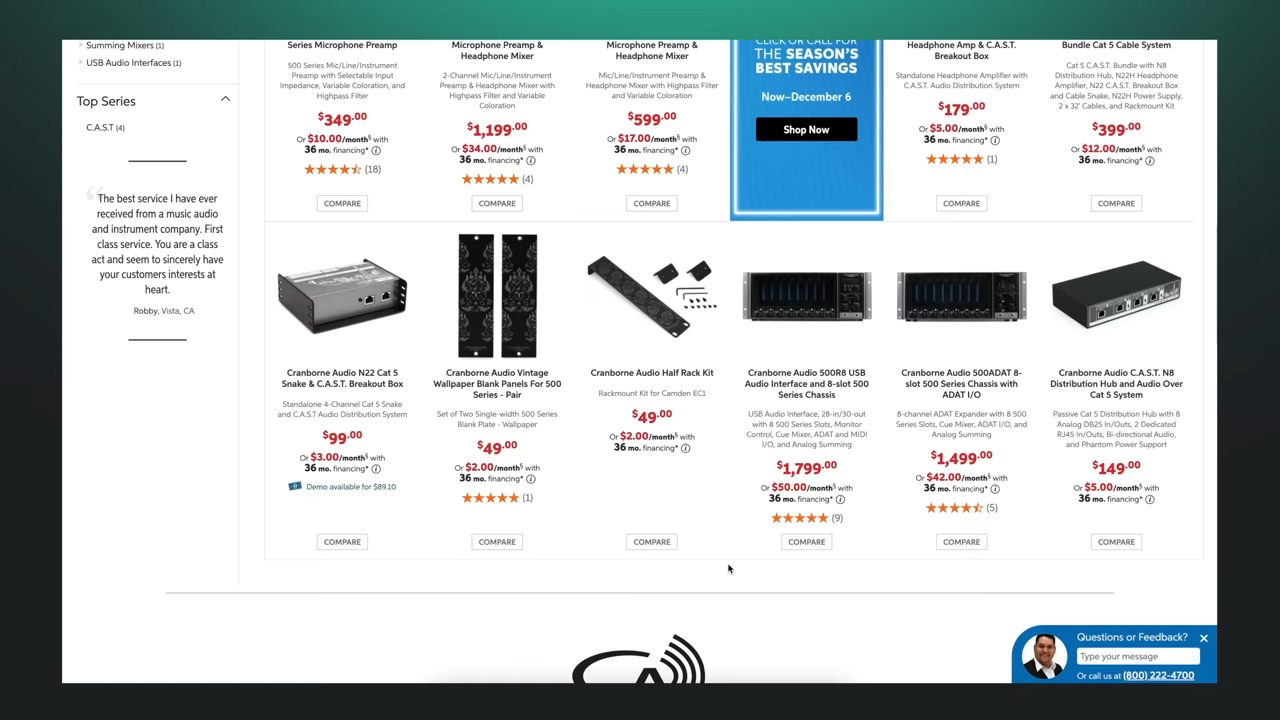 Summing Mixers (1)
USB Audio Interfaces (1)
Top Series
C.A.S.T (4)
“
The best service I have ever
received from a music audio
and instrument company. First
class service. You are a class
act and seem to sincerely have
your customers interests at
heart.
Robby, Vista, CA
Series Microphone Preamp
500 Series Mic/Line/Instrument
Preamp with Selectable Input
Impedance, Variable Coloration, and
Highpass Filter
$349.00
Or $10.00/month§ with
36 mo. financing*
(18)
COMPARE
Microphone Preamp &
Headphone Mixer
2-Channel Mic/Line/Instrument
Preamp & Headphone Mixer with
Highpass Filter and Variable
Coloration
$1,199.00
Or $34.00/month§ with
36 mo. financing*
(4)
COMPARE
Microphone Preamp &
Headphone Mixer
Mic/Line/Instrument Preamp &
Headphone Mixer with Highpass Filter
and Variable Coloration
$599.00
Or $17.00/month§ with
36 mo. financing*
(4)
COMPARE
CLICK OR CALL FOR
THE SEASON'S
BEST SAVINGS
Now–December 6
Shop Now
Headphone Amp & C.A.S.T.
Breakout Box
Standalone Headphone Amplifier with
C.A.S.T. Audio Distribution System
$179.00
Or $5.00/month§ with
36 mo. financing*
(1)
COMPARE
Bundle Cat 5 Cable System
Cat 5 C.A.S.T. Bundle with N8
Distribution Hub, N22H Headphone
Amplifier, N22 C.A.S.T. Breakout Box
and Cable Snake, N22H Power Supply,
2 x 32' Cables, and Rackmount Kit
$399.00
Or $12.00/month§ with
36 mo. financing*
COMPARE
Cranborne Audio N22 Cat 5
Snake & C.A.S.T. Breakout Box
Standalone 4-Channel Cat 5 Snake
and C.A.S.T Audio Distribution System
$99.00
Or $3.00/month§ with
36 mo. financing*
Demo available for $89.10
COMPARE
Cranborne Audio Vintage
Wallpaper Blank Panels For 500
Series - Pair
Set of Two Single-width 500 Series
Blank Plate - Wallpaper
$49.00
Or $2.00/month§ with
36 mo. financing*
(1)
COMPARE
Cranborne Audio Half Rack Kit
Rackmount Kit for Camden EC1
$49.00
Or $2.00/month§ with
36 mo. financing*
COMPARE
Cranborne Audio 500R8 USB
Audio Interface and 8-slot 500
Series Chassis
USB Audio Interface, 28-in/30-out
with 8 500 Series Slots, Monitor
Control, Cue Mixer, ADAT and MIDI
I/O, and Analog Summing
$1,799.00
Or $50.00/month§ with
36 mo. financing*
(9)
COMPARE
Cranborne Audio 500ADAT 8-
slot 500 Series Chassis with
ADAT I/O
8-channel ADAT Expander with 8 500
Series Slots, Cue Mixer, ADAT I/O, and
Analog Summing
$1,499.00
Or $42.00/month§ with
36 mo. financing*
(5)
COMPARE
Cranborne Audio C.A.S.T. N8
Distribution Hub and Audio Over
Cat 5 System
Passive Cat 5 Distribution Hub with 8
Analog DB25 In/Outs, 2 Dedicated
RJ45 In/Outs, Bi-directional Audio,
and Phantom Power Support
$149.00
Or $5.00/month§ with
36 mo. financing*
COMPARE
Questions or Feedback?
Type your message
Or call us at (800) 222-4700